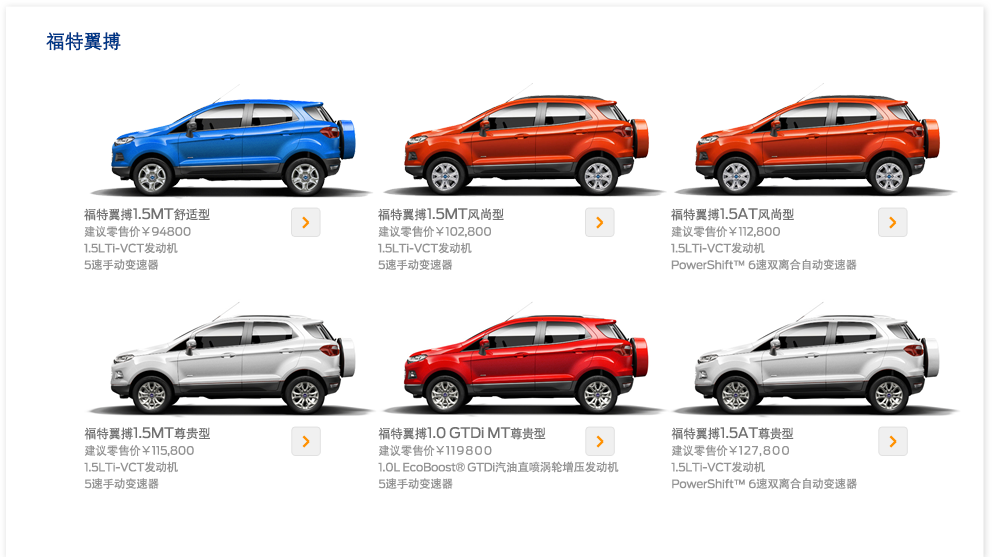 福特翼搏
福特翼搏1.5MT舒适型
建议零售价￥94800
1.5LTi-VCT发动机
5速手动变速器
福特翼搏1.5MT风尚型
建议零售价￥102,800
1.5LTi-VCT发动机
5速手动变速器
福特翼搏1.5AT风尚型
建议零售价￥112,800
1.5LTi-VCT发动机
PowerShift™ 6速双离合自动变速器
福特翼搏1.5MT尊贵型
建议零售价￥115,800
1.5LTi-VCT发动机
5速手动变速器
福特翼搏1.0 GTDi MT尊贵型
建议零售价￥119800
1.0L EcoBoost® GTDi汽油直喷涡轮增压发动机
5速手动变速器
福特翼搏1.5AT尊贵型
建议零售价￥127,800
1.5LTi-VCT发动机
PowerShift™ 6速双离合自动变速器